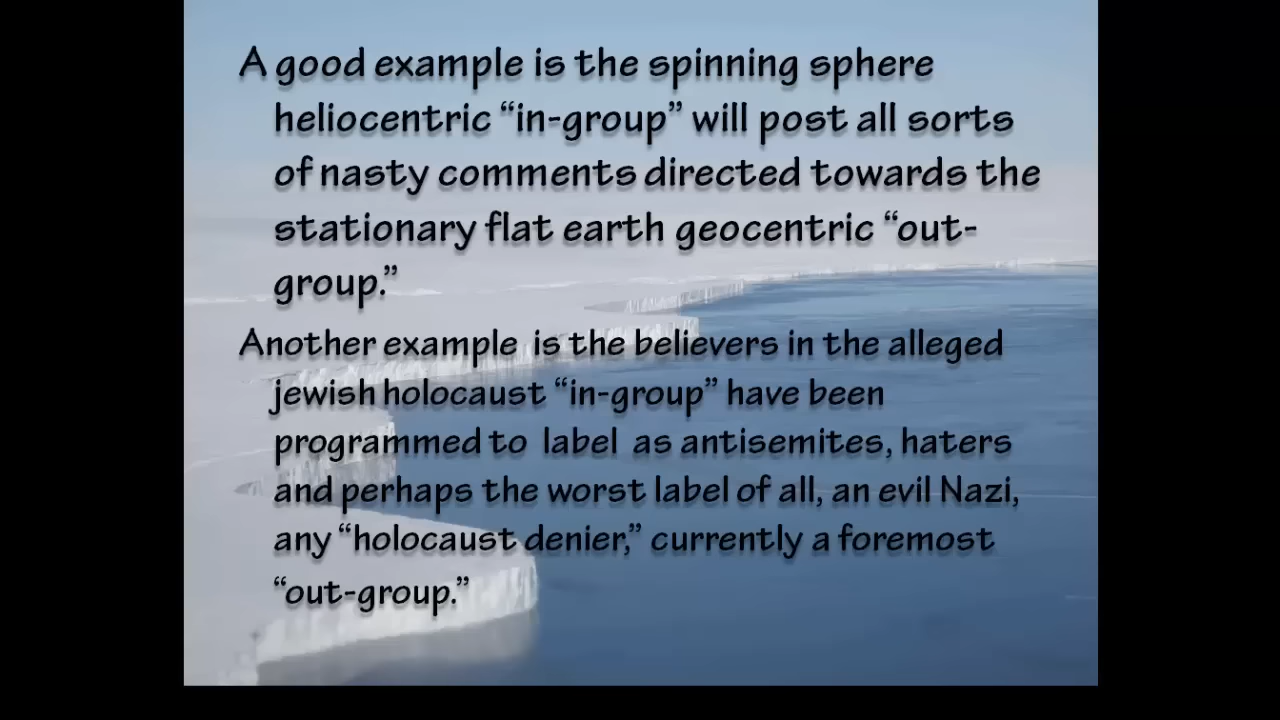 A good example is the spinning sphere
heliocentric “in-group” will post all sorts
of nasty comments directed towards the
stationary flat earth geocentric “out-
group.”
Another example is the believers in the alleged
jewish holocaust “in-group” have been
programmed to label as antisemites, haters
and perhaps the worst label of all, an evil Nazi,
any “holocaust denier,” currently a foremost
“out-group.”